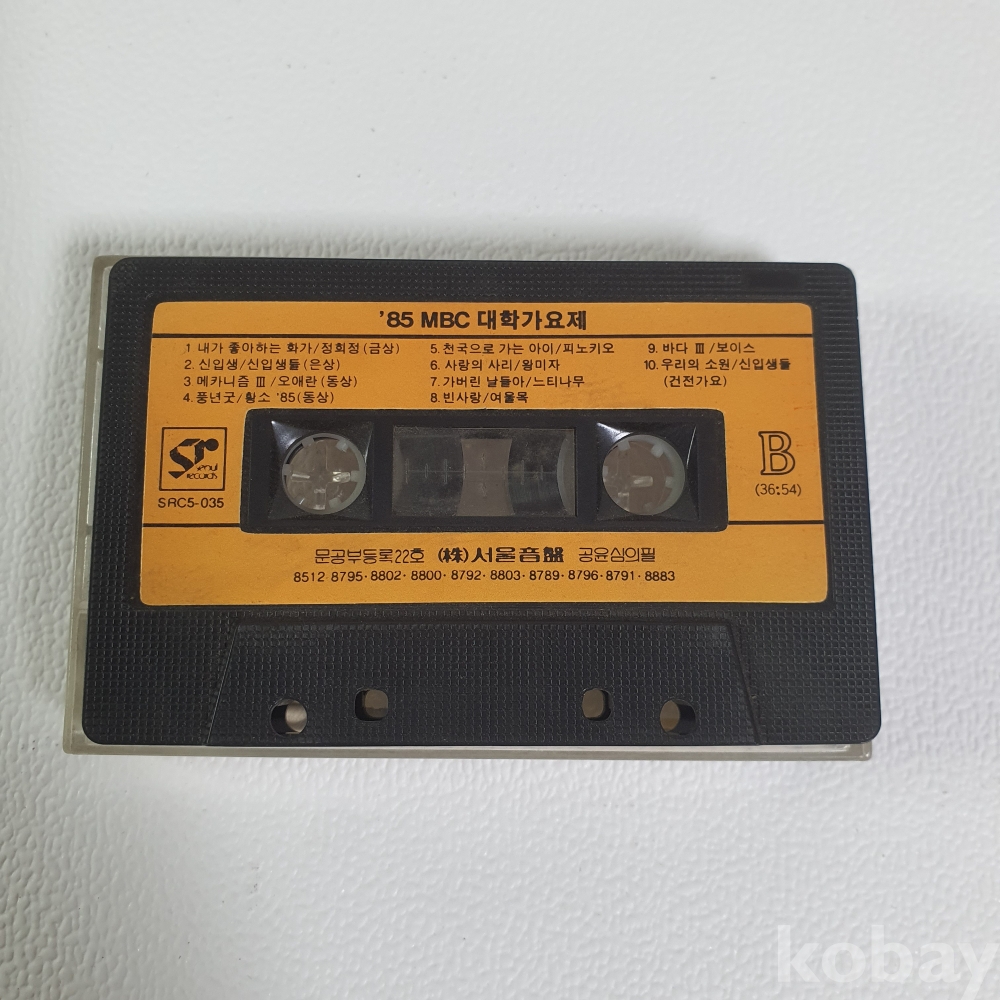 '85 MBC 대학가요제
1 내가 좋아하는 화가/정희정(금상)
2. 신입생/신입생들(은상)
3 메카니즘 Ⅲ/오애란(동상)
4. 풍년굿/황소 '85(동상)
5. 천국으로 가는 아이/피노키오
6. 사랑의 사리/왕미자
7. 가버린 날들아/느티나무
8. 빈사랑/여울목
9. 바다 Ⅲ/보이스
10. 우리의 소원/신입생들
(건전가요)
seoul
records
SRC5-035
B
(36:54)
문공부등록22호 (株)서울音盤 공윤심의필
8512·8795·8802·8800·8792·8803·8789·8796·8791·8883
kobay